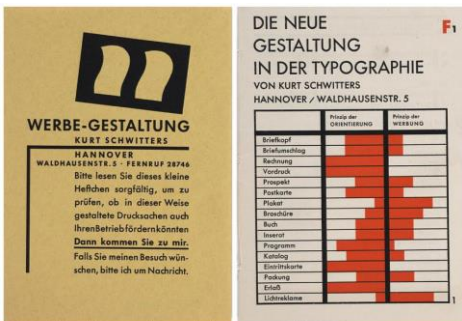 WERBE-GESTALTUNG
KURT SCHWITTERS
HANNOVER
WALDHAUSENSTR. 5 · FERNRUF 28746
Bitte lesen Sie dieses kleine
Heftchen sorgfältig, um zu
prüfen, ob in dieser Weise
gestaltete Drucksachen auch
Ihren Betrieb fördern könnten
Dann kommen Sie zu mir.
Falls Sie meinen Besuch wün-
schen, bitte ich um Nachricht.
DIE NEUE
GESTALTUNG
IN DER TYPOGRAPHIE
VON KURT SCHWITTERS
HANNOVER / WALDHAUSENSTR. 5
F1
Prinzip der
ORIENTIERUNG
Prinzip der
WERBUNG
Briefkopf
Briefumschlag
Rechnung
Vordruck
Prospekt
Postkarte
Plakat
Broschüre
Buch
Inserat
Programm
Katalog
Eintrittskarte
Packung
Erlaß
Lichtreklame
1